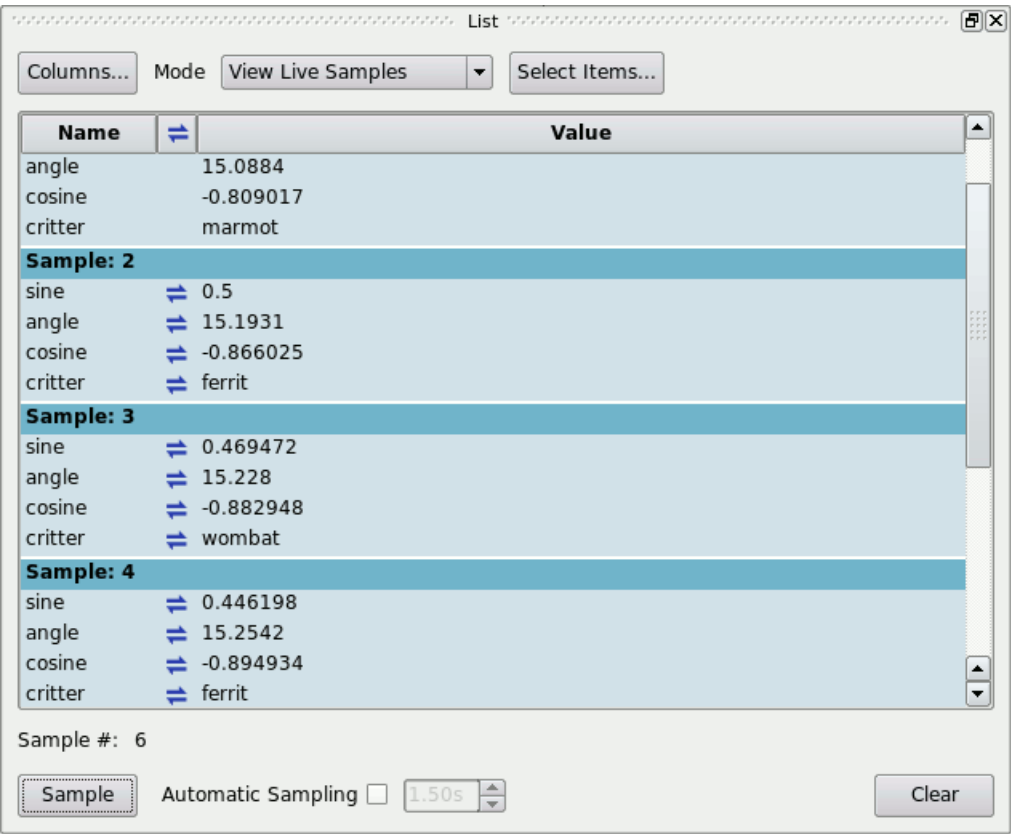 List
Columns... Mode View Live Samples Select Items...
Name Value
angle 15.0884
cosine -0.809017
critter marmot
Sample: 2
sine 0.5
angle 15.1931
cosine -0.866025
critter ferrit
Sample: 3
sine 0.469472
angle 15.228
cosine -0.882948
critter wombat
Sample: 4
sine 0.446198
angle 15.2542
cosine -0.894934
critter ferrit
Sample #: 6
Sample Automatic Sampling 1.50s Clear